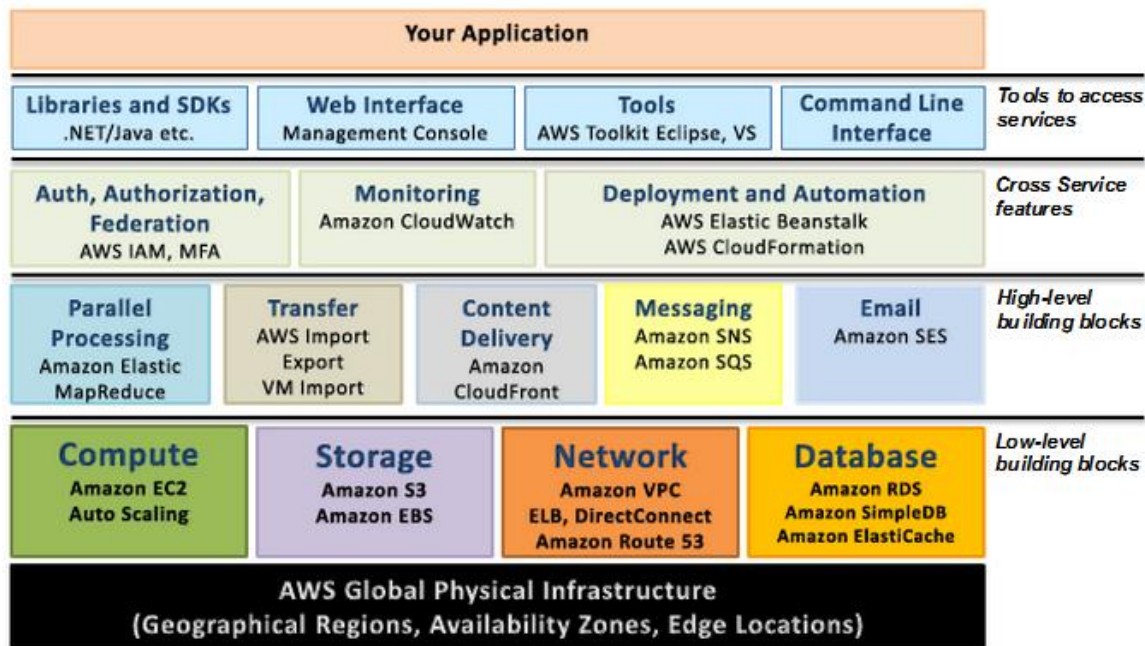 Your Application
Libraries and SDKs
.NET/Java etc.
Web Interface
Management Console
Tools
AWS Toolkit Eclipse, VS
Command Line
Interface
Tools to access
services
Auth, Authorization,
Federation
AWS IAM, MFA
Monitoring
Amazon CloudWatch
Deployment and Automation
AWS Elastic Beanstalk
AWS CloudFormation
Cross Service
features
Parallel
Processing
Amazon Elastic
MapReduce
Transfer
AWS Import
Export
VM Import
Content
Delivery
Amazon
CloudFront
Messaging
Amazon SNS
Amazon SQS
Email
Amazon SES
High-level
building blocks
Compute
Amazon EC2
Auto Scaling
Storage
Amazon S3
Amazon EBS
Network
Amazon VPC
ELB, DirectConnect
Amazon Route 53
Database
Amazon RDS
Amazon SimpleDB
Amazon ElastiCache
Low-level
building blocks
AWS Global Physical Infrastructure
(Geographical Regions, Availability Zones, Edge Locations)